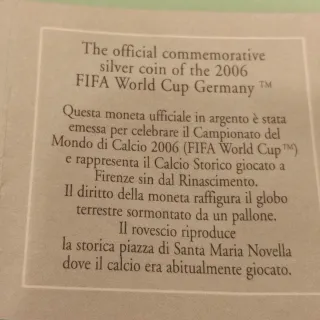 The official commemorative
silver coin of the 2006
FIFA World Cup Germany ™
Questa moneta ufficiale in argento è stata
emessa per celebrare il Campionato del
Mondo di Calcio 2006 (FIFA World Cup™)
e rappresenta il Calcio Storico giocato a
Firenze sin dal Rinascimento.
Il diritto della moneta raffigura il globo
terrestre sormontato da un pallone.
Il rovescio riproduce
la storica piazza di Santa Maria Novella
dove il calcio era abitualmente giocato.